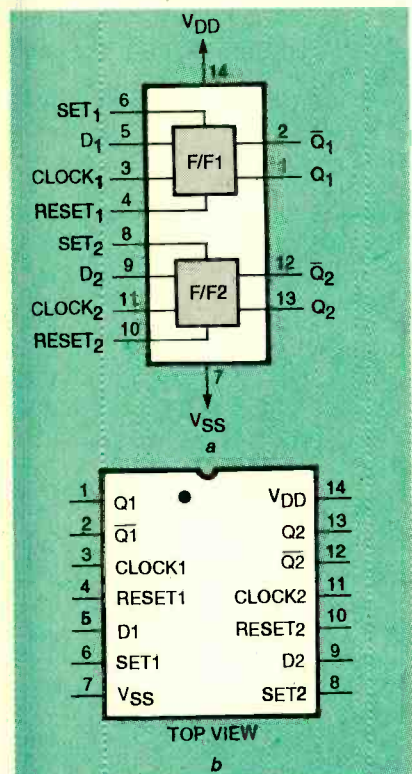 VDD
14
SET1 6
D1 5
F/F1
2 Q̅1
CLOCK1 3
1 Q1
RESET1 4
SET2 8
D2 9
F/F2
12 Q̅2
CLOCK2 11
13 Q2
RESET2 10
7
VSS
a
1 Q1 VDD 14
2 Q̅1̅ Q2 13
3 CLOCK1 Q̅2̅ 12
4 RESET1 CLOCK2 11
5 D1 RESET2 10
6 SET1 D2 9
7 VSS SET2 8
TOP VIEW
b